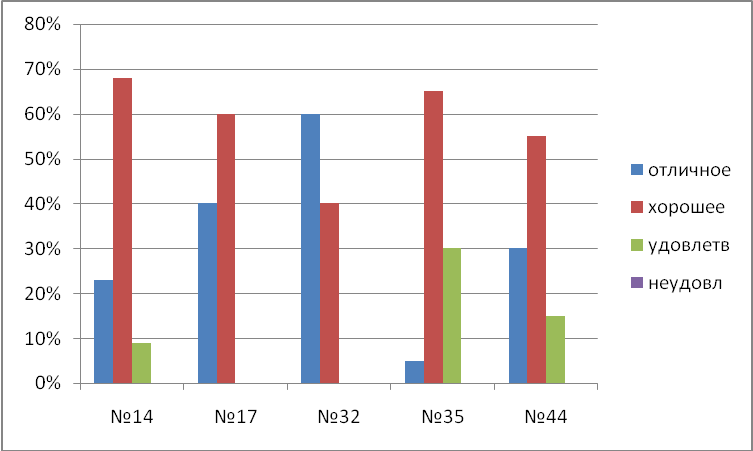 80%
70%
60%
50%
40%
30%
20%
10%
0%
№14 №17 №32 №35 №44
отличное
хорошее
удовлетв
неудовл